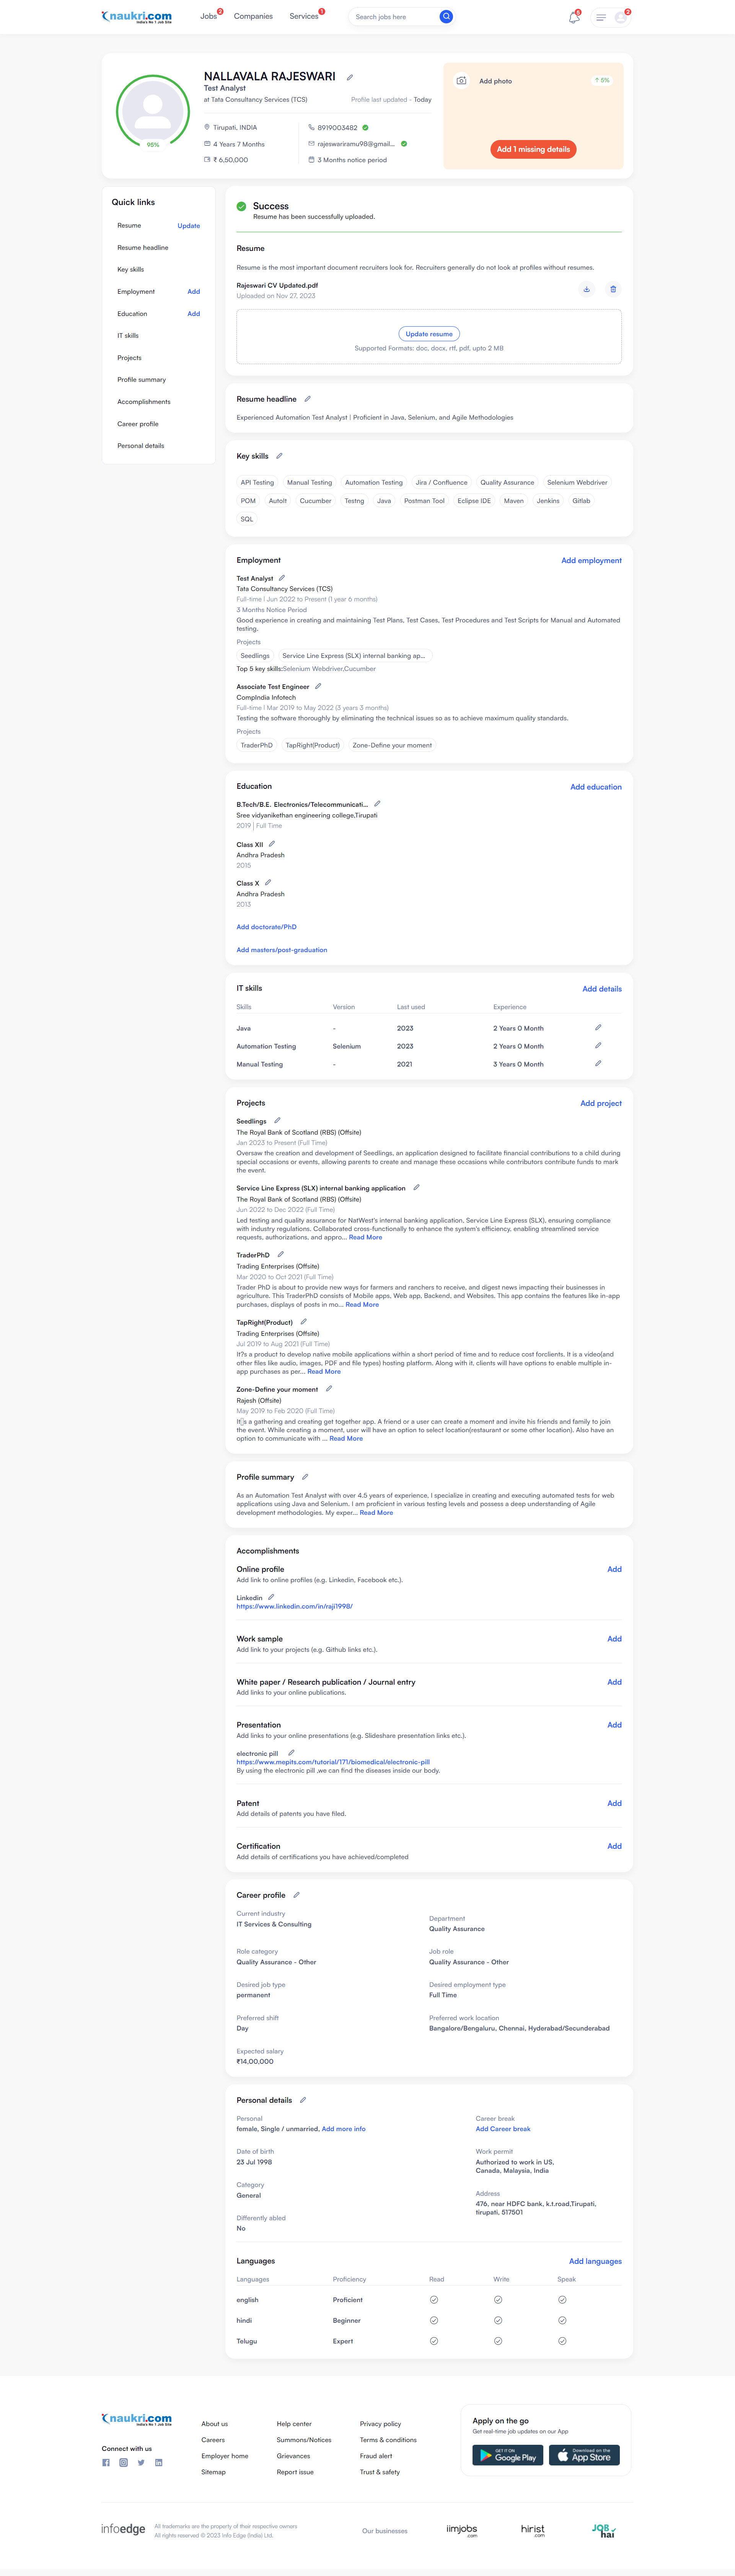 naukri.com
India's No.1 Job Site
Jobs 2
Companies
Services 1
Search jobs here
NALLAVALA RAJESWARI
Test Analyst
at Tata Consultancy Services (TCS)
Profile last updated - Today
95%
Tirupati, INDIA
8919003482
4 Years 7 Months
rajeswariramu98@gmail...
₹ 6,50,000
3 Months notice period
Add photo
↑ 5%
Add 1 missing details
Quick links
Resume Update
Resume headline
Key skills
Employment Add
Education Add
IT skills
Projects
Profile summary
Accomplishments
Career profile
Personal details
Success
Resume has been successfully uploaded.
Resume
Resume is the most important document recruiters look for. Recruiters generally do not look at profiles without resumes.
Rajeswari CV Updated.pdf
Uploaded on Nov 27, 2023
Update resume
Supported Formats: doc, docx, rtf, pdf, upto 2 MB
Resume headline
Experienced Automation Test Analyst | Proficient in Java, Selenium, and Agile Methodologies
Key skills
API Testing Manual Testing Automation Testing Jira / Confluence Quality Assurance Selenium Webdriver
POM AutoIt Cucumber Testng Java Postman Tool Eclipse IDE Maven Jenkins Gitlab
SQL
Employment
Add employment
Test Analyst
Tata Consultancy Services (TCS)
Full-time | Jun 2022 to Present (1 year 6 months)
3 Months Notice Period
Good experience in creating and maintaining Test Plans, Test Cases, Test Procedures and Test Scripts for Manual and Automated
testing.
Projects
Seedlings Service Line Express (SLX) internal banking ap...
Top 5 key skills:Selenium Webdriver,Cucumber
Associate Test Engineer
CompIndia Infotech
Full-time | Mar 2019 to May 2022 (3 years 3 months)
Testing the software thoroughly by eliminating the technical issues so as to achieve maximum quality standards.
Projects
TraderPhD TapRight(Product) Zone-Define your moment
Education
Add education
B.Tech/B.E. Electronics/Telecommunicati...
Sree vidyanikethan engineering college,Tirupati
2019 | Full Time
Class XII
Andhra Pradesh
2015
Class X
Andhra Pradesh
2013
Add doctorate/PhD
Add masters/post-graduation
IT skills
Add details
Skills Version Last used Experience
Java - 2023 2 Years 0 Month
Automation Testing Selenium 2023 2 Years 0 Month
Manual Testing - 2021 3 Years 0 Month
Projects
Add project
Seedlings
The Royal Bank of Scotland (RBS) (Offsite)
Jan 2023 to Present (Full Time)
Oversaw the creation and development of Seedlings, an application designed to facilitate financial contributions to a child during
special occasions or events, allowing parents to create and manage these occasions while contributors contribute funds to mark
the event.
Service Line Express (SLX) internal banking application
The Royal Bank of Scotland (RBS) (Offsite)
Jun 2022 to Dec 2022 (Full Time)
Led testing and quality assurance for NatWest's internal banking application, Service Line Express (SLX), ensuring compliance
with industry regulations. Collaborated cross-functionally to enhance the system's efficiency, enabling streamlined service
requests, authorizations, and appro... Read More
TraderPhD
Trading Enterprises (Offsite)
Mar 2020 to Oct 2021 (Full Time)
Trader PhD is about to provide new ways for farmers and ranchers to receive, and digest news impacting their businesses in
agriculture. This TraderPhD consists of Mobile apps, Web app, Backend, and Websites. This app contains the features like in-app
purchases, displays of posts in mo... Read More
TapRight(Product)
Trading Enterprises (Offsite)
Jul 2019 to Aug 2021 (Full Time)
It?s a product to develop native mobile applications within a short period of time and to reduce cost forclients. It is a video(and
other files like audio, images, PDF and file types) hosting platform. Along with it, clients will have options to enable multiple in-
app purchases as per... Read More
Zone-Define your moment
Rajesh (Offsite)
May 2019 to Feb 2020 (Full Time)
It s a gathering and creating get together app. A friend or a user can create a moment and invite his friends and family to join
the event. While creating a moment, user will have an option to select location(restaurant or some other location). Also have an
option to communicate with ... Read More
Profile summary
As an Automation Test Analyst with over 4.5 years of experience, I specialize in creating and executing automated tests for web
applications using Java and Selenium. I am proficient in various testing levels and possess a deep understanding of Agile
development methodologies. My exper... Read More
Accomplishments
Online profile Add
Add link to online profiles (e.g. Linkedin, Facebook etc.).
Linkedin
https://www.linkedin.com/in/raji1998/
Work sample Add
Add link to your projects (e.g. Github links etc.).
White paper / Research publication / Journal entry Add
Add links to your online publications.
Presentation Add
Add links to your online presentations (e.g. Slideshare presentation links etc.).
electronic pill
https://www.mepits.com/tutorial/171/biomedical/electronic-pill
By using the electronic pill ,we can find the diseases inside our body.
Patent Add
Add details of patents you have filed.
Certification Add
Add details of certifications you have achieved/completed
Career profile
Current industry
IT Services & Consulting
Department
Quality Assurance
Role category
Quality Assurance - Other
Job role
Quality Assurance - Other
Desired job type
permanent
Desired employment type
Full Time
Preferred shift
Day
Preferred work location
Bangalore/Bengaluru, Chennai, Hyderabad/Secunderabad
Expected salary
₹14,00,000
Personal details
Personal
female, Single / unmarried, Add more info
Career break
Add Career break
Date of birth
23 Jul 1998
Work permit
Authorized to work in US,
Canada, Malaysia, India
Category
General
Address
476, near HDFC bank, k.t.road,Tirupati,
tirupati, 517501
Differently abled
No
Languages
Add languages
Languages Proficiency Read Write Speak
english Proficient
hindi Beginner
Telugu Expert
naukri.com
India's No.1 Job Site
Connect with us
About us
Careers
Employer home
Sitemap
Help center
Summons/Notices
Grievances
Report issue
Privacy policy
Terms & conditions
Fraud alert
Trust & safety
Apply on the go
Get real-time job updates on our App
GET IT ON
Google Play
Download on the
App Store
infoedge
All trademarks are the property of their respective owners
All rights reserved © 2023 Info Edge (India) Ltd.
Our businesses
iimjobs
.com
hirist
.com
JOB
hai